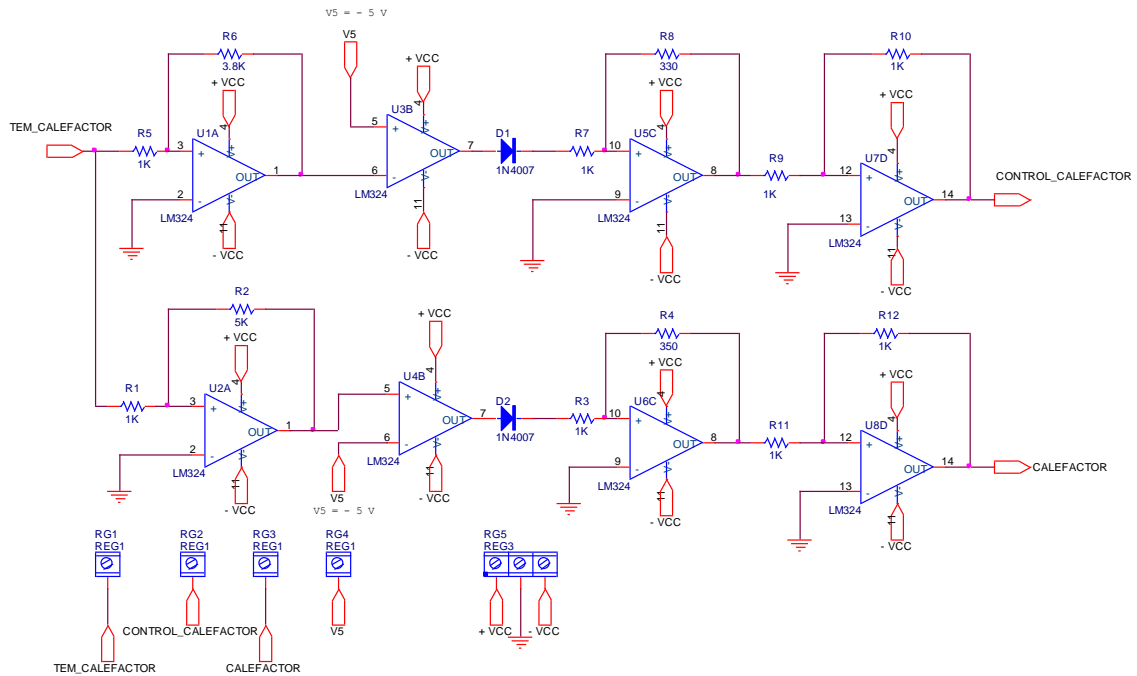 V5 = - 5 V
R6
3.8K
V5
R8
330
R10
1K
+ VCC
+ VCC
+ VCC
+ VCC
TEM_CALEFACTOR
R5
1K
U1A
3
+
2
-
4
V+
OUT
1
V-
11
LM324
- VCC
U3B
5
+
6
-
4
V+
OUT
7
V-
11
LM324
- VCC
D1
1N4007
R7
1K
U5C
10
+
9
-
4
V+
OUT
8
V-
11
LM324
- VCC
R9
1K
U7D
12
+
13
-
4
V+
OUT
14
V-
11
LM324
- VCC
CONTROL_CALEFACTOR
R2
5K
R4
350
R12
1K
+ VCC
+ VCC
+ VCC
+ VCC
R1
1K
U2A
3
+
2
-
4
V+
OUT
1
V-
11
LM324
- VCC
U4B
5
+
6
-
4
V+
OUT
7
V-
11
LM324
- VCC
V5
V5 = - 5 V
D2
1N4007
R3
1K
U6C
10
+
9
-
4
V+
OUT
8
V-
11
LM324
- VCC
R11
1K
U8D
12
+
13
-
4
V+
OUT
14
V-
11
LM324
- VCC
CALEFACTOR
RG1
REG1
RG2
REG1
RG3
REG1
RG4
REG1
RG5
REG3
TEM_CALEFACTOR
CONTROL_CALEFACTOR
CALEFACTOR
V5
+ VCC
- VCC